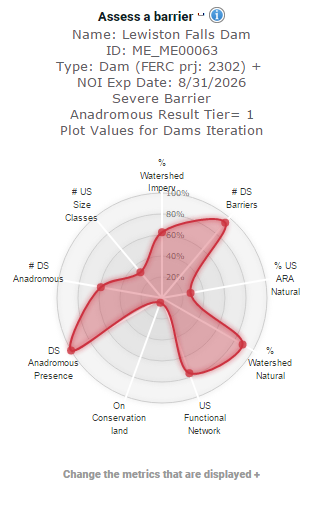 Assess a barrier
Name: Lewiston Falls Dam
ID: ME_ME00063
Type: Dam (FERC prj: 2302) +
NOI Exp Date: 8/31/2026
Severe Barrier
Anadromous Result Tier= 1
Plot Values for Dams Iteration
%
Watershed
Imperv
100%
80%
60%
40%
20%
# DS
Barriers
% US
ARA
Natural
%
Watershed
Natural
US
Functional
Network
On
Conservation
land
DS
Anadromous
Presence
# DS
Anadromous
# US
Size
Classes
Change the metrics that are displayed +